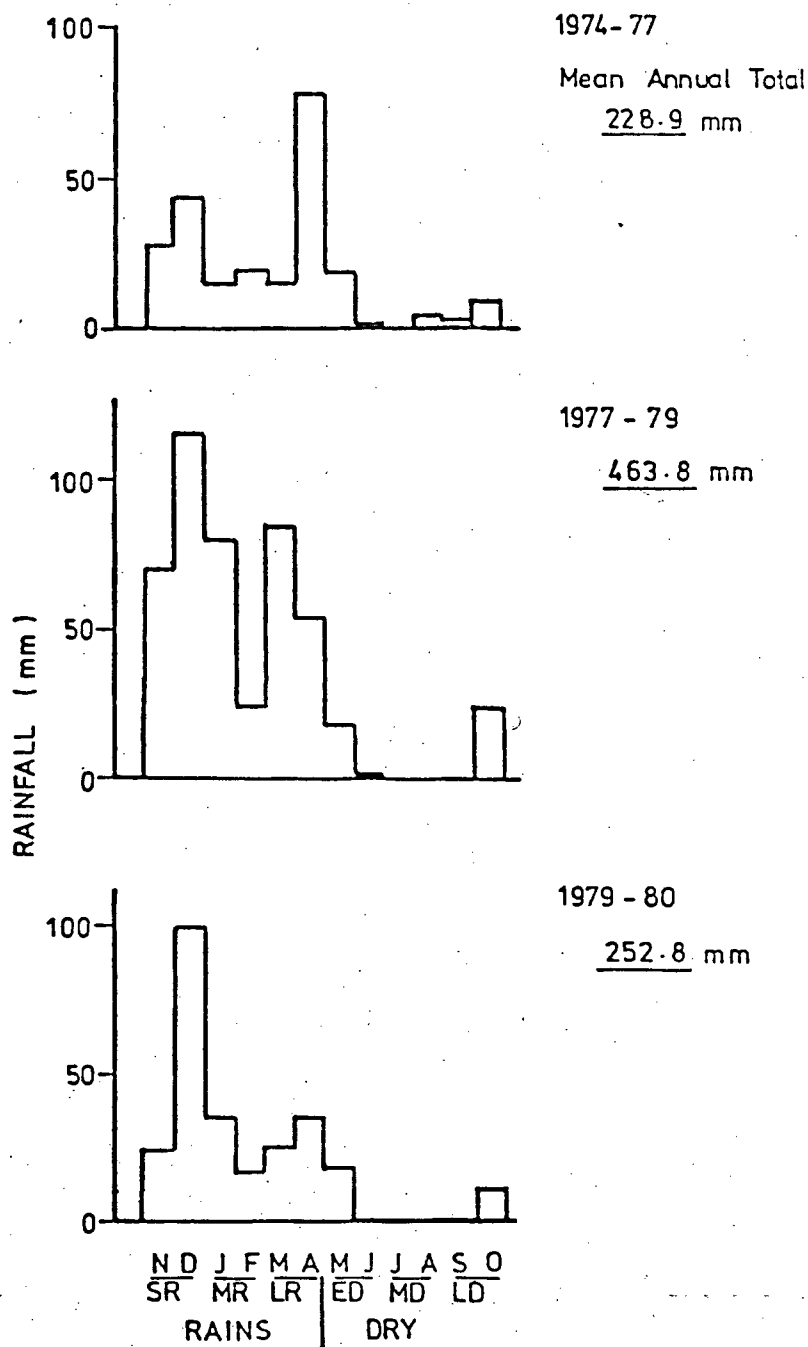 1974-77
Mean Annual Total
228.9 mm
100
50
0
1977-79
463.8 mm
100
50
0
1979-80
252.8 mm
100
50
0
RAINFALL (mm)
N D J F M A M J J A S O
SR MR LR ED MD LD
RAINS DRY